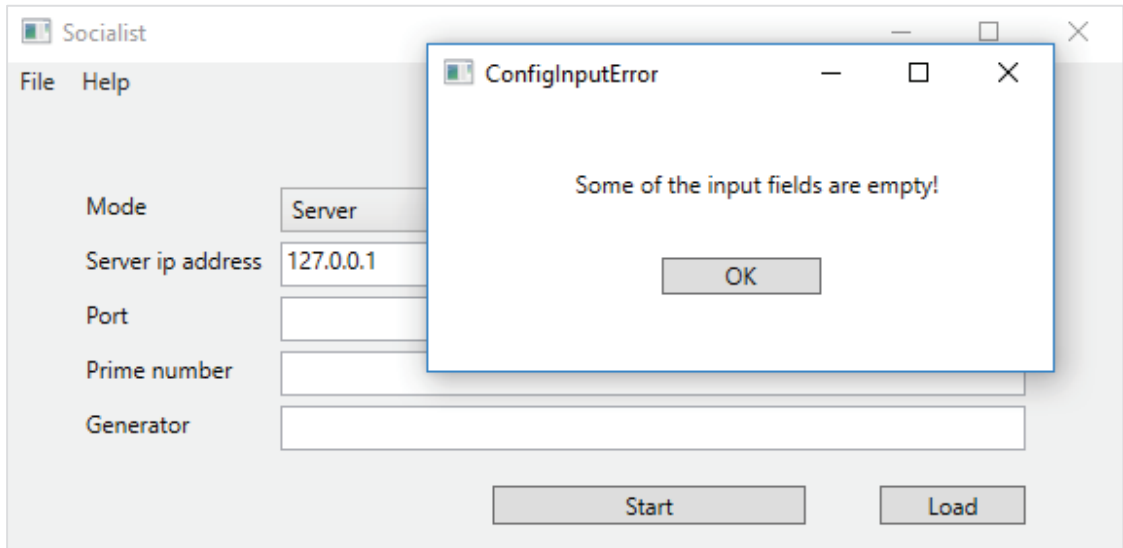 Socialist
ConfigInputError
File Help
Some of the input fields are empty!
OK
Mode
Server
Server ip address
127.0.0.1
Port
Prime number
Generator
Start
Load